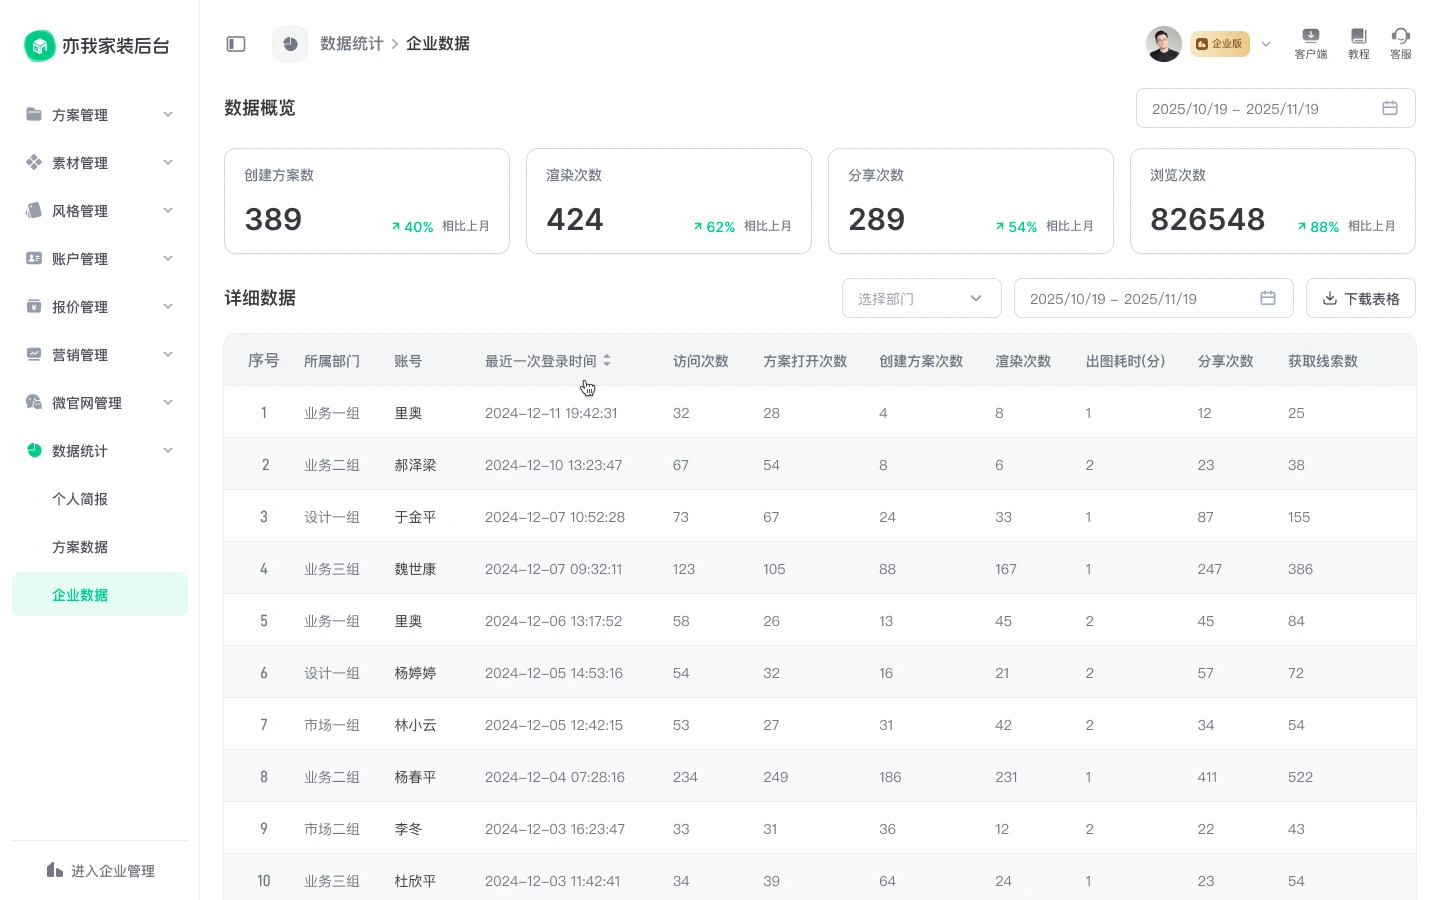 亦我家装后台
数据统计 > 企业数据
企业版
客户端
教程
客服
方案管理
素材管理
风格管理
账户管理
报价管理
营销管理
微官网管理
数据统计
个人简报
方案数据
企业数据
进入企业管理
数据概览
2025/10/19 – 2025/11/19
创建方案数
389
40% 相比上月
渲染次数
424
62% 相比上月
分享次数
289
54% 相比上月
浏览次数
826548
88% 相比上月
详细数据
选择部门
2025/10/19 – 2025/11/19
下载表格
序号 所属部门 账号 最近一次登录时间 访问次数 方案打开次数 创建方案次数 渲染次数 出图耗时(分) 分享次数 获取线索数
1 业务一组 里奥 2024–12–11 19:42:31 32 28 4 8 1 12 25
2 业务二组 郝泽梁 2024–12–10 13:23:47 67 54 8 6 2 23 38
3 设计一组 于金平 2024–12–07 10:52:28 73 67 24 33 1 87 155
4 业务三组 魏世康 2024–12–07 09:32:11 123 105 88 167 1 247 386
5 业务一组 里奥 2024–12–06 13:17:52 58 26 13 45 2 45 84
6 设计一组 杨婷婷 2024–12–05 14:53:16 54 32 16 21 2 57 72
7 市场一组 林小云 2024–12–05 12:42:15 53 27 31 42 2 34 54
8 业务二组 杨春平 2024–12–04 07:28:16 234 249 186 231 1 411 522
9 市场二组 李冬 2024–12–03 16:23:47 33 31 36 12 2 22 43
10 业务三组 杜欣平 2024–12–03 11:42:41 34 39 64 24 1 23 54